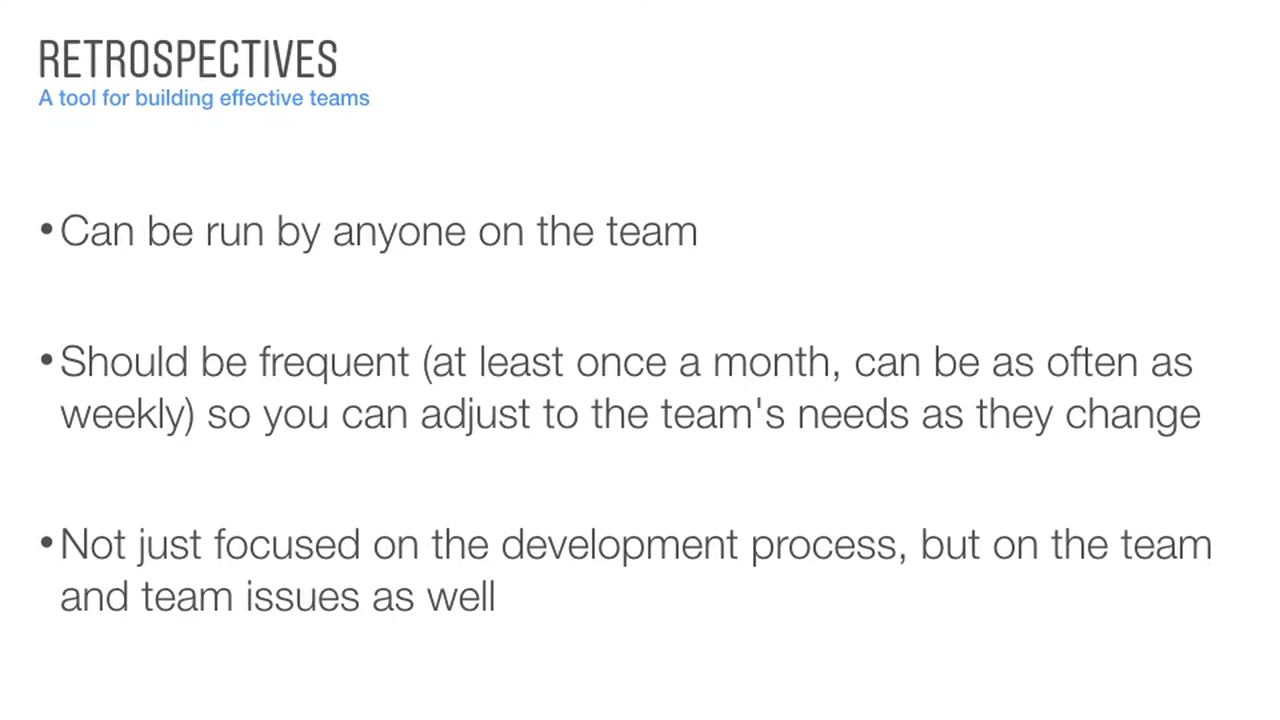 RETROSPECTIVES
A tool for building effective teams
•Can be run by anyone on the team
•Should be frequent (at least once a month, can be as often as
weekly) so you can adjust to the team's needs as they change
•Not just focused on the development process, but on the team
and team issues as well